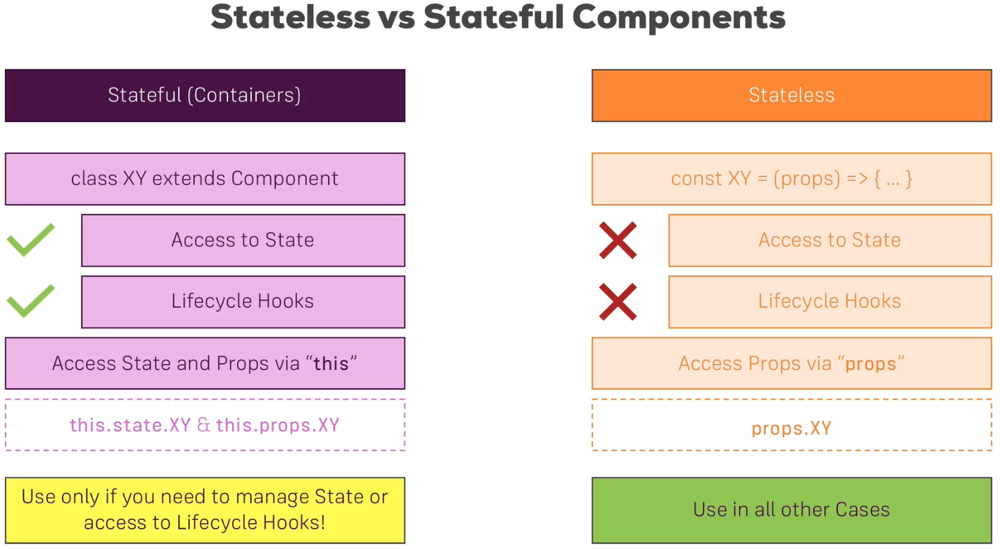 Stateless vs Stateful Components
Stateful (Containers)
class XY extends Component
Access to State
Lifecycle Hooks
Access State and Props via “this”
this.state.XY & this.props.XY
Use only if you need to manage State or
access to Lifecycle Hooks!
Stateless
const XY = (props) => { ... }
Access to State
Lifecycle Hooks
Access Props via “props”
props.XY
Use in all other Cases